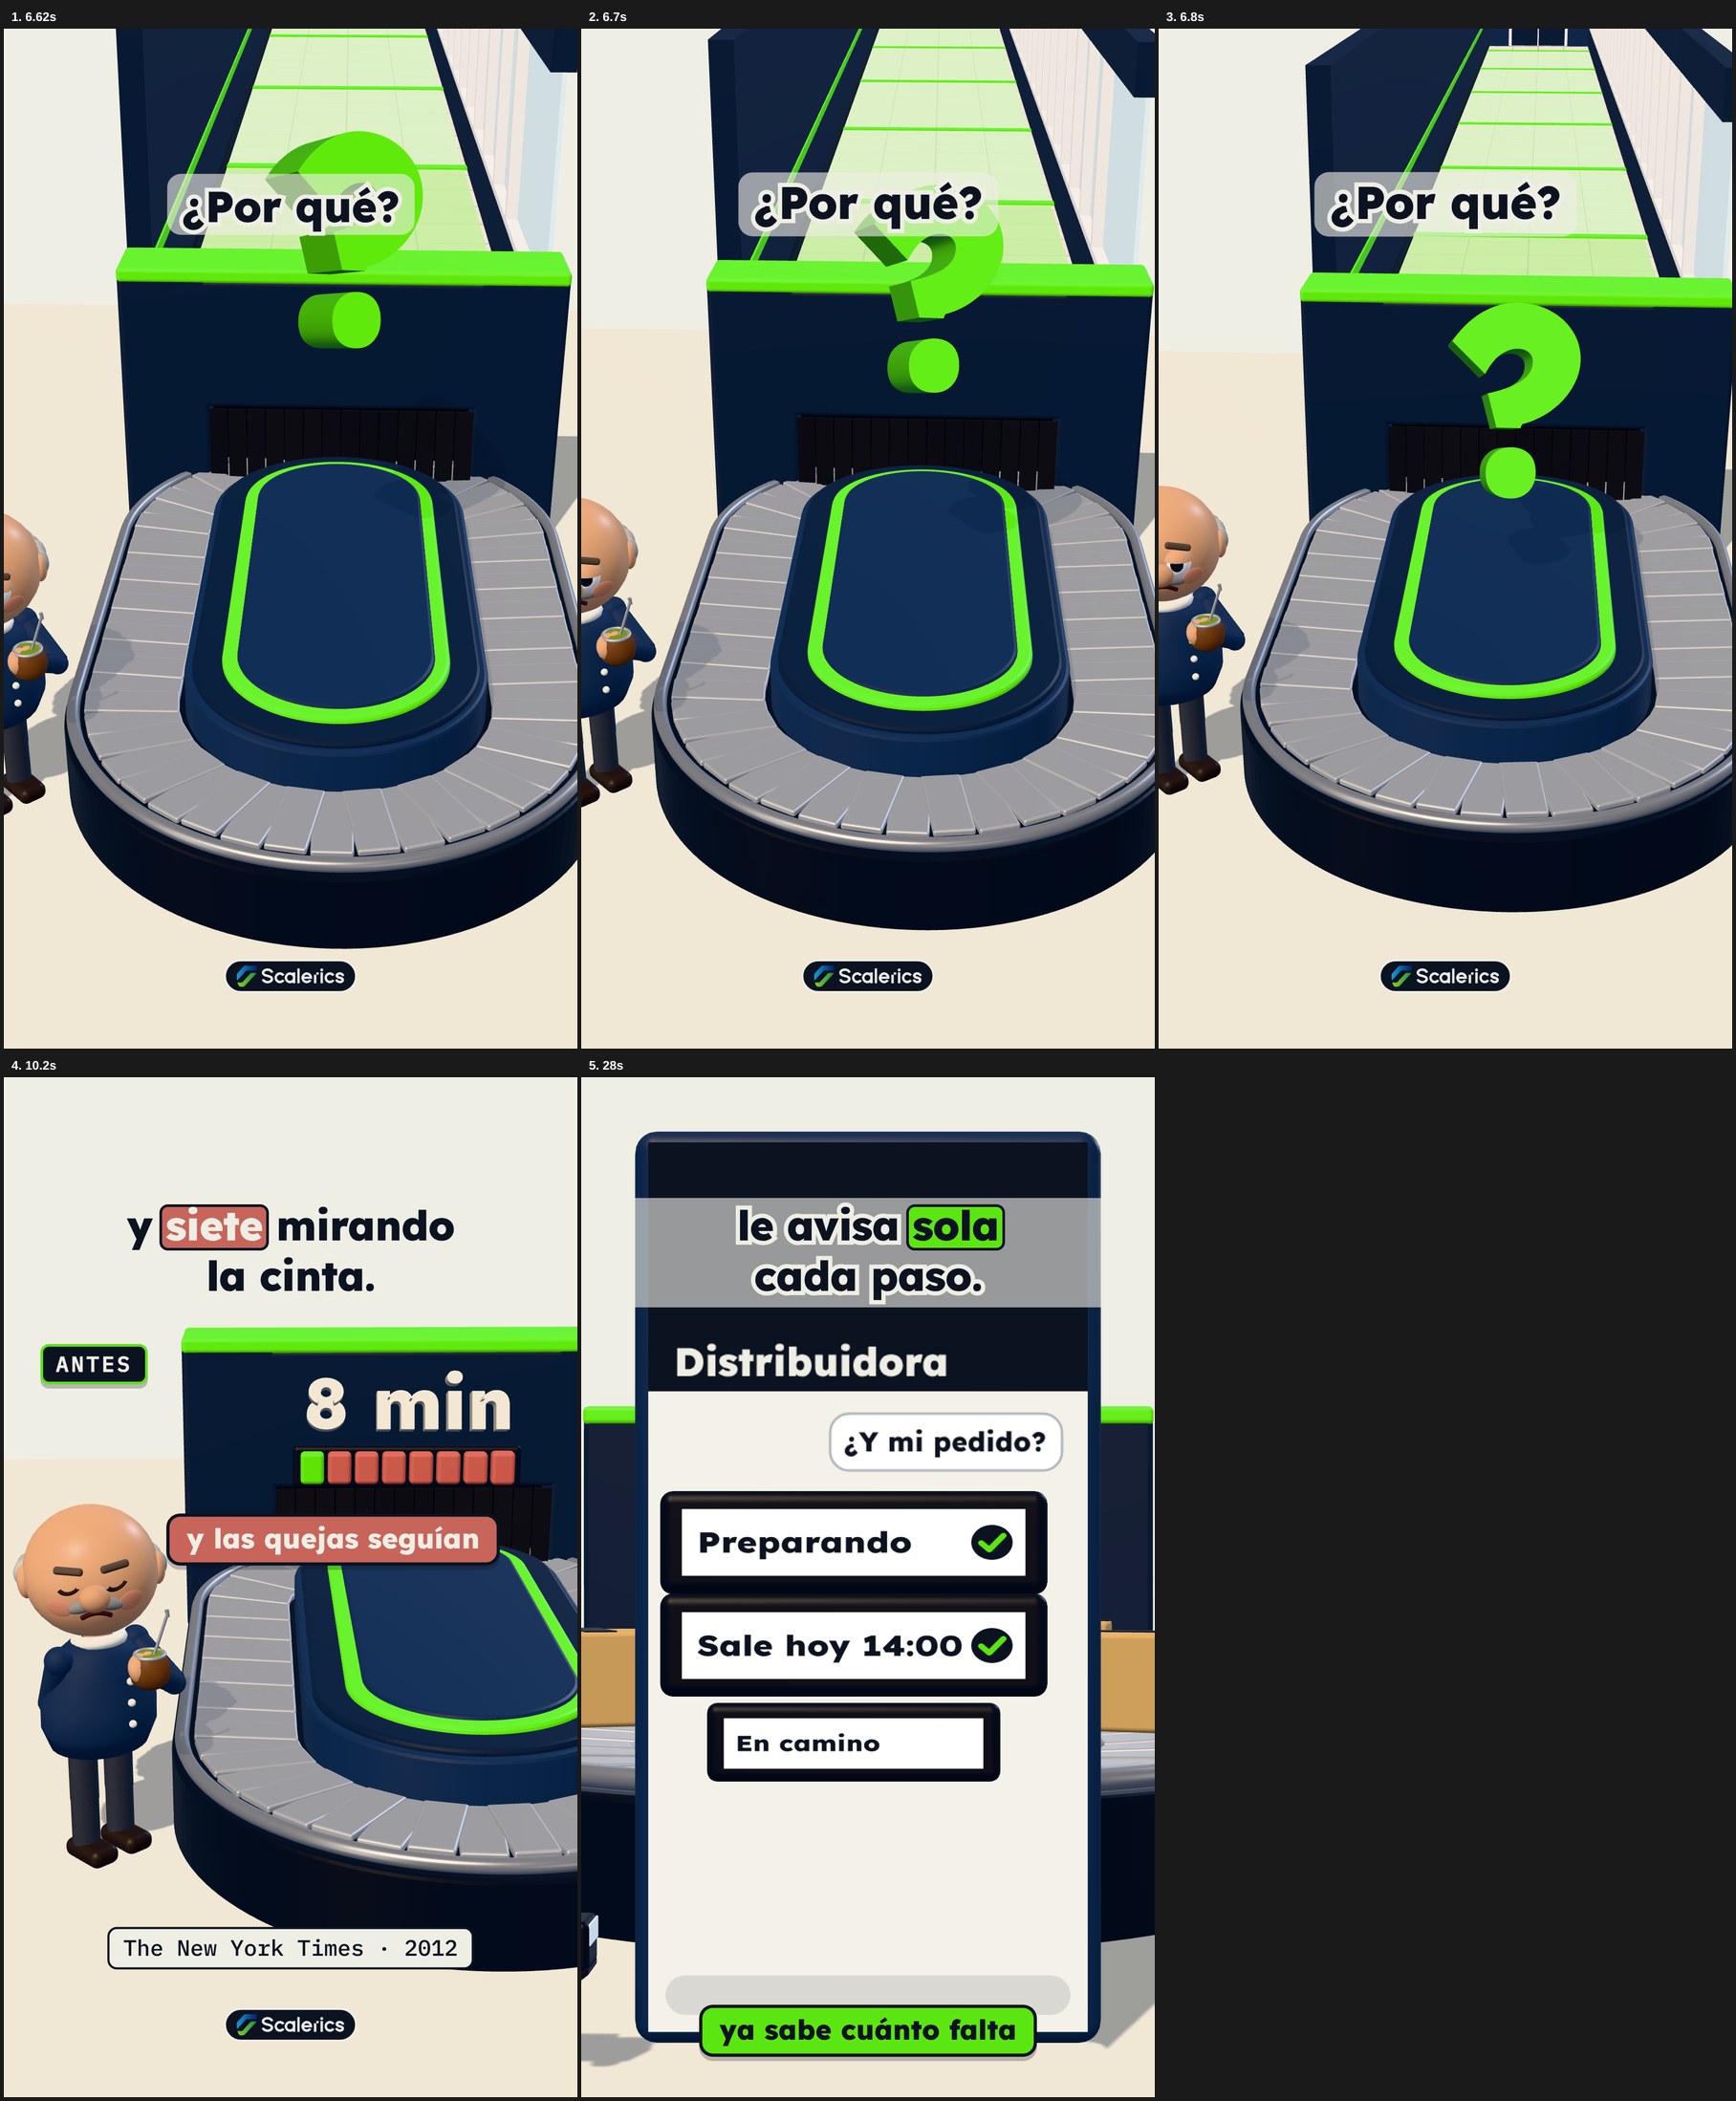 1. 6.62s
¿Por qué?
?
Scalerics
2. 6.7s
¿Por qué?
?
Scalerics
3. 6.8s
¿Por qué?
?
Scalerics
4. 10.2s
y siete mirando
la cinta.
ANTES
8 min
y las quejas seguían
The New York Times · 2012
Scalerics
5. 28s
le avisa sola
cada paso.
Distribuidora
¿Y mi pedido?
Preparando
Sale hoy 14:00
En camino
ya sabe cuánto falta